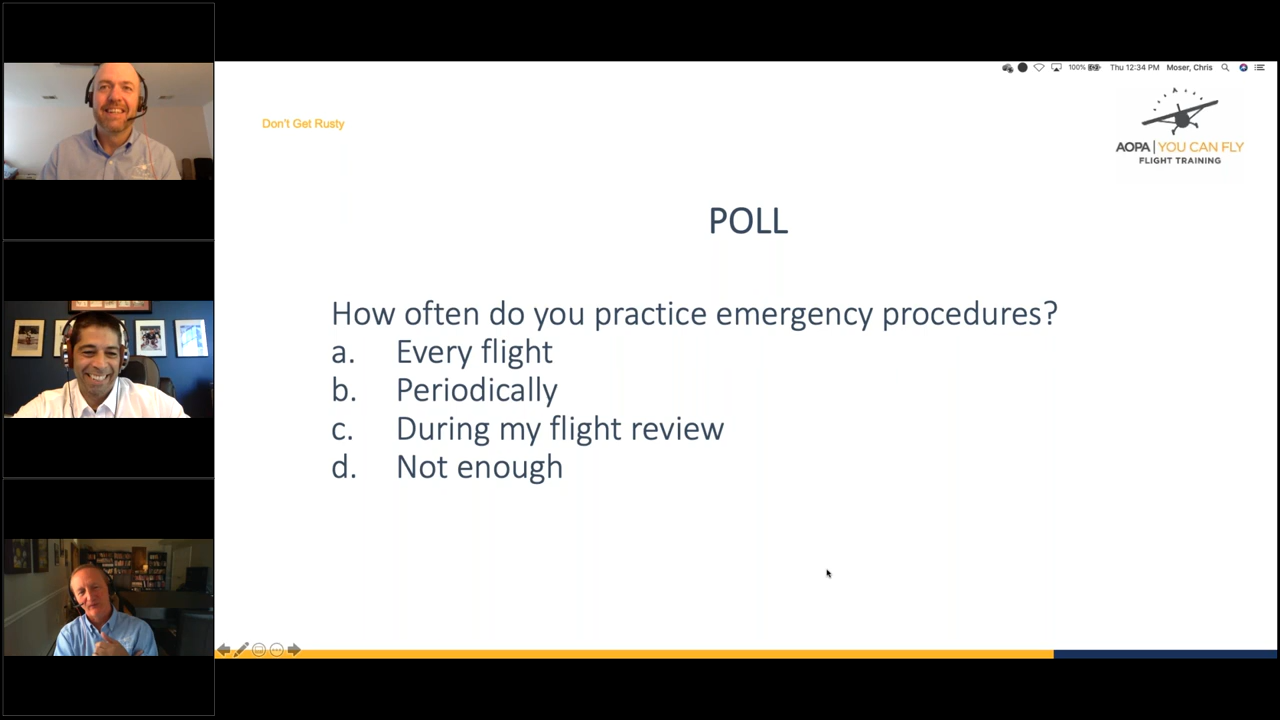 100%
Thu 12:34 PM
Moser, Chris
Don't Get Rusty
AOPA | YOU CAN FLY
FLIGHT TRAINING
POLL
How often do you practice emergency procedures?
a. Every flight
b. Periodically
c. During my flight review
d. Not enough